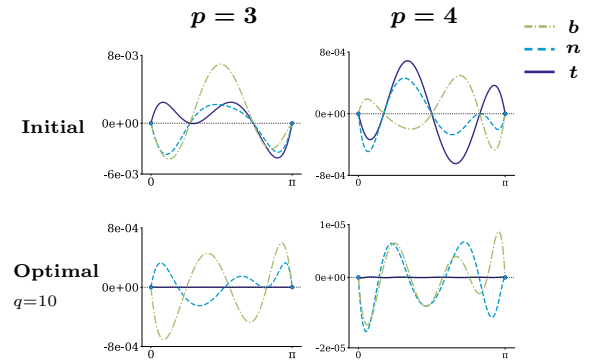 p = 3
p = 4
b
n
t
Initial
8e-03
0e+00
-6e-03
0
π
8e-04
0e+00
-8e-04
0
π
Optimal
q=10
8e-04
0e+00
-8e-04
0
π
1e-05
0e+00
-2e-05
0
π